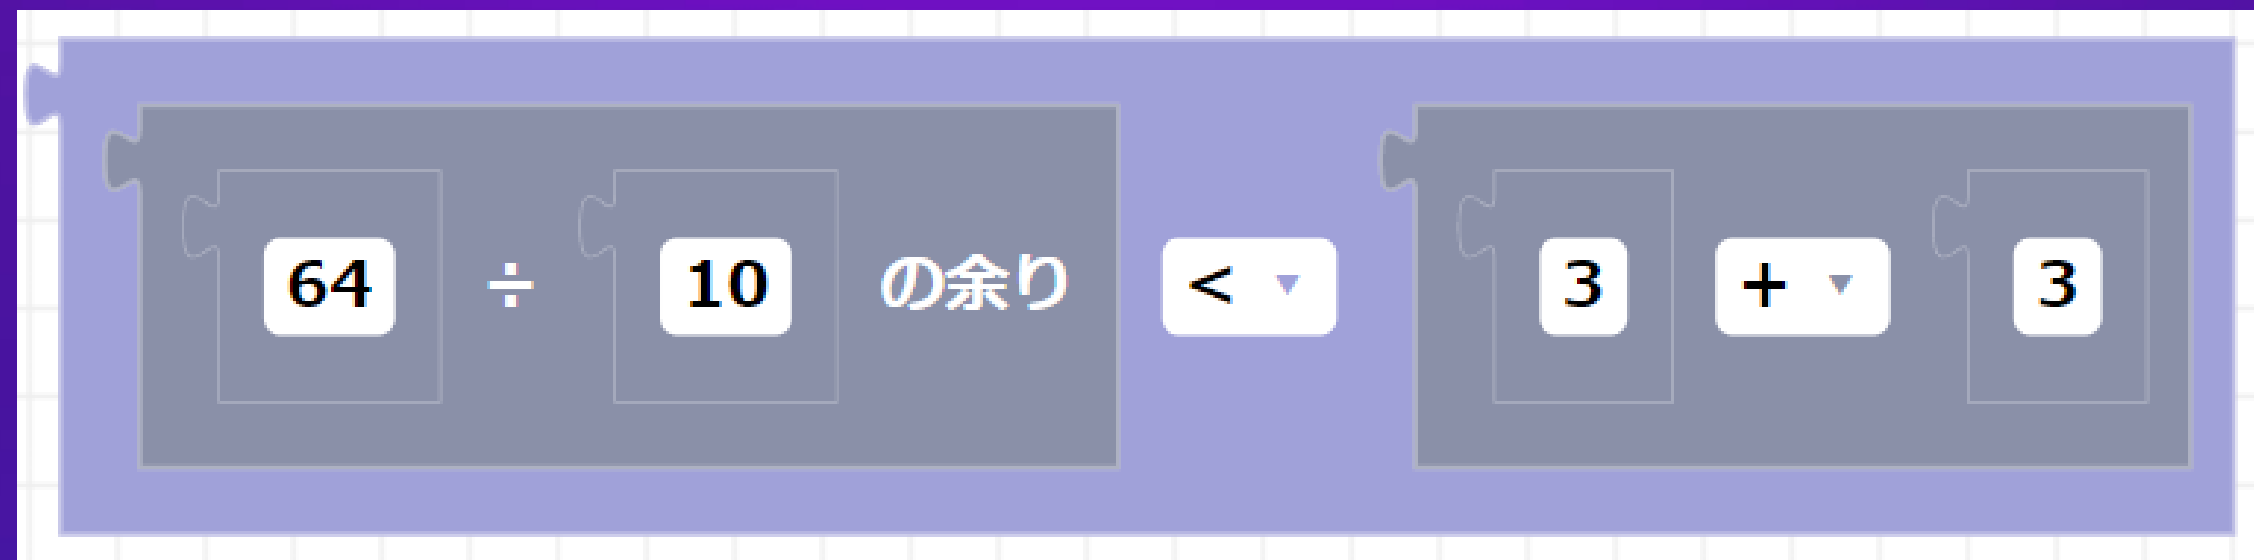 64 ÷ 10 の余り < ▾ 3 + ▾ 3